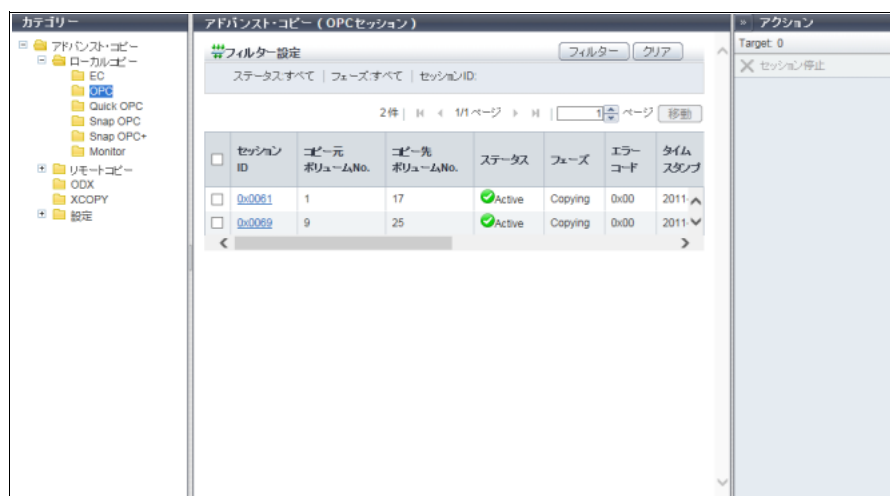 カテゴリー
アドバンスト・コピー
ローカルコピー
EC
OPC
Quick OPC
Snap OPC
Snap OPC+
Monitor
リモートコピー
ODX
XCOPY
設定
アドバンスト・コピー ( OPCセッション )
フィルター設定
フィルター
クリア
ステータス:すべて | フェーズ:すべて | セッションID:
2件 | 1/1 ページ | 1 ページ 移動
セッション ID
コピー元 ボリュームNo.
コピー先 ボリュームNo.
ステータス
フェーズ
エラー コード
タイム スタンプ
0x0061 1 17 Active Copying 0x00 2011-
0x0069 9 25 Active Copying 0x00 2011-
» アクション
Target: 0
セッション停止